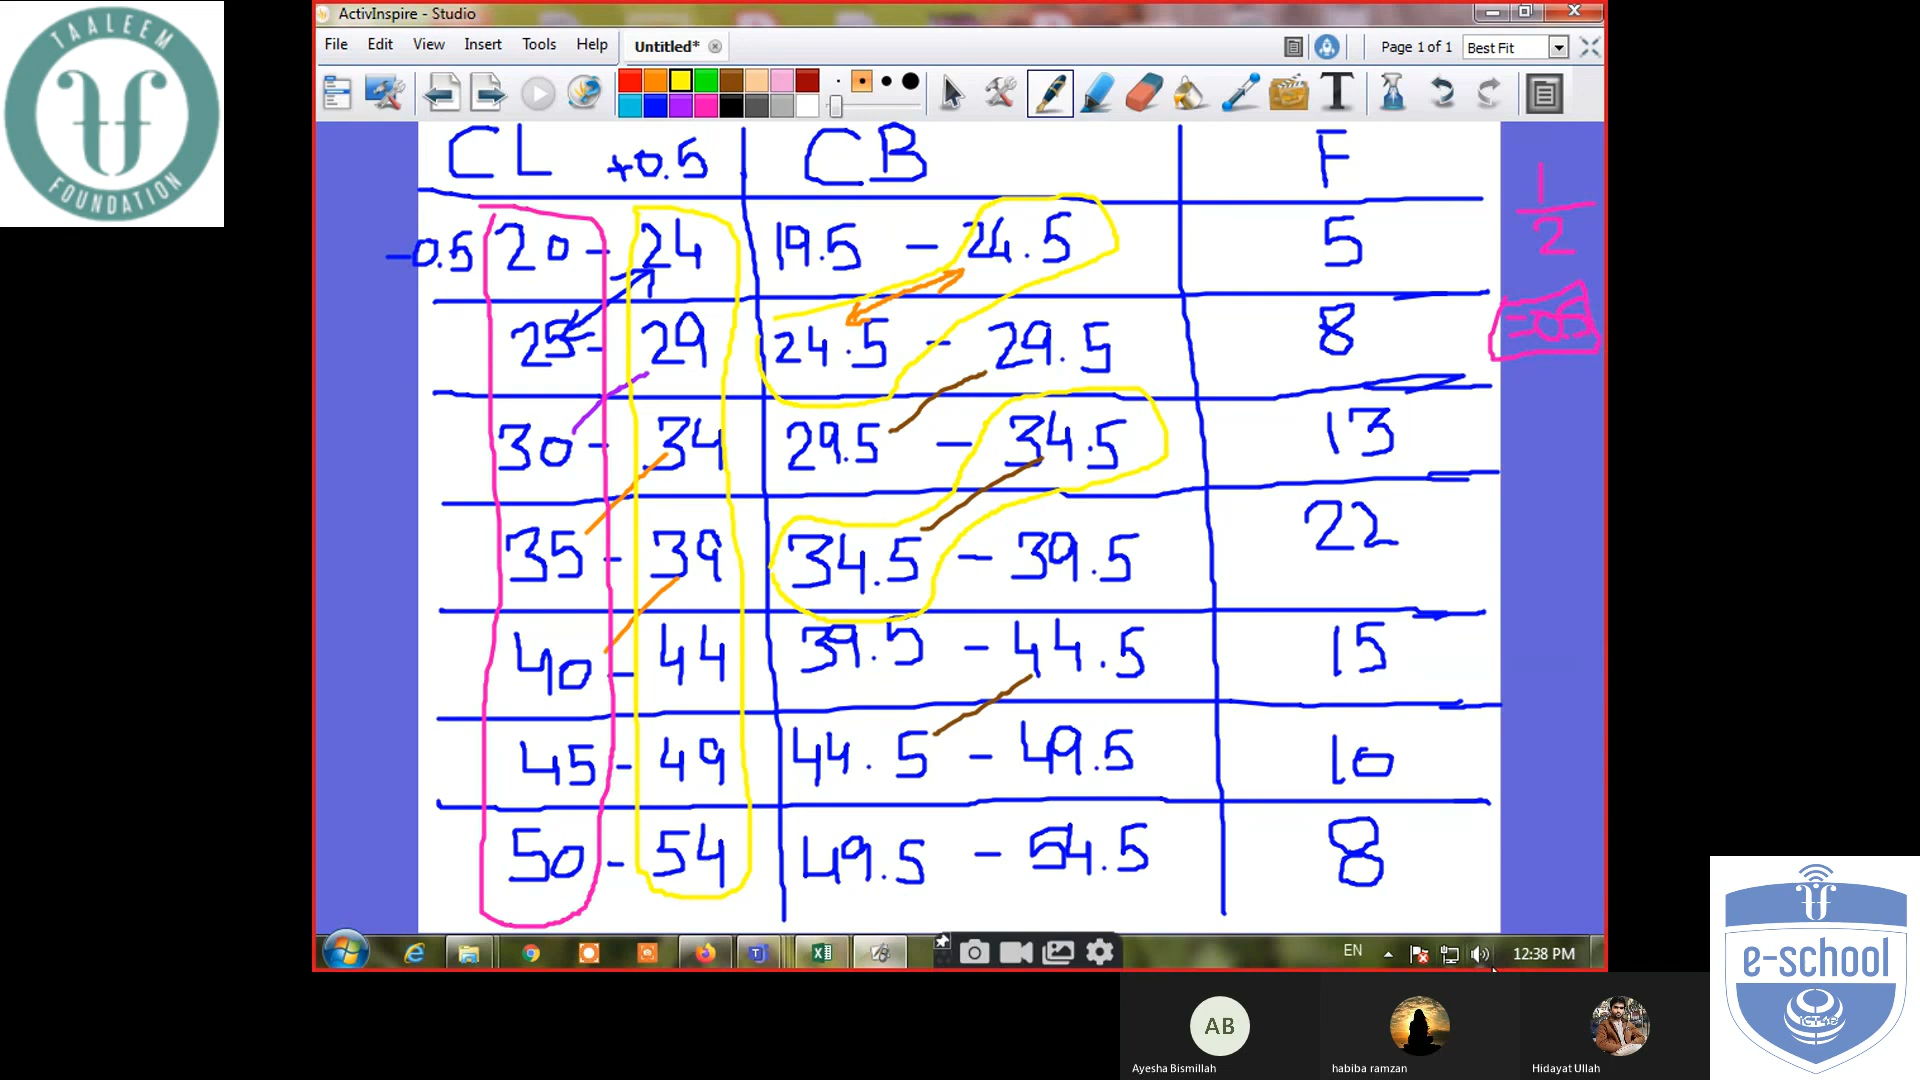 TAALEEM
FOUNDATION
ActivInspire - Studio
File Edit View Insert Tools Help Untitled* Page 1 of 1 Best Fit
CL +0.5 CB F
-0.5 20 - 24 19.5 - 24.5 5
25 - 29 24.5 - 29.5 8
30 - 34 29.5 - 34.5 13
35 - 39 34.5 - 39.5 22
40 - 44 39.5 - 44.5 15
45 - 49 44.5 - 49.5 10
50 - 54 49.5 - 54.5 8
1
2
EN 12:38 PM
AB
Ayesha Bismillah habiba ramzan Hidayat Ullah
e-school